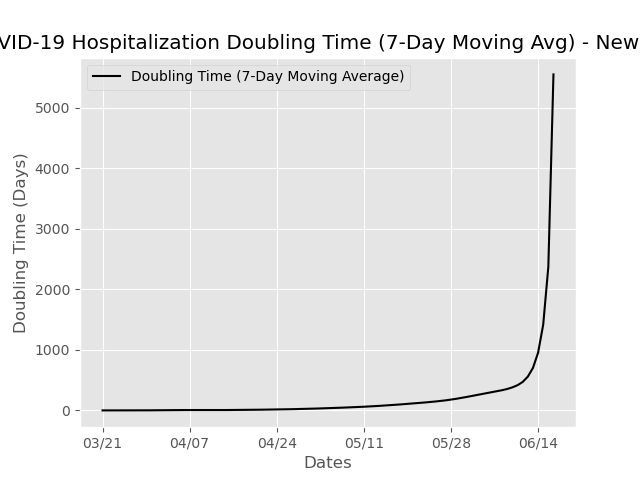 VID-19 Hospitalization Doubling Time (7-Day Moving Avg) - New
Doubling Time (7-Day Moving Average)
Doubling Time (Days)
5000
4000
3000
2000
1000
0
03/21 04/07 04/24 05/11 05/28 06/14
Dates